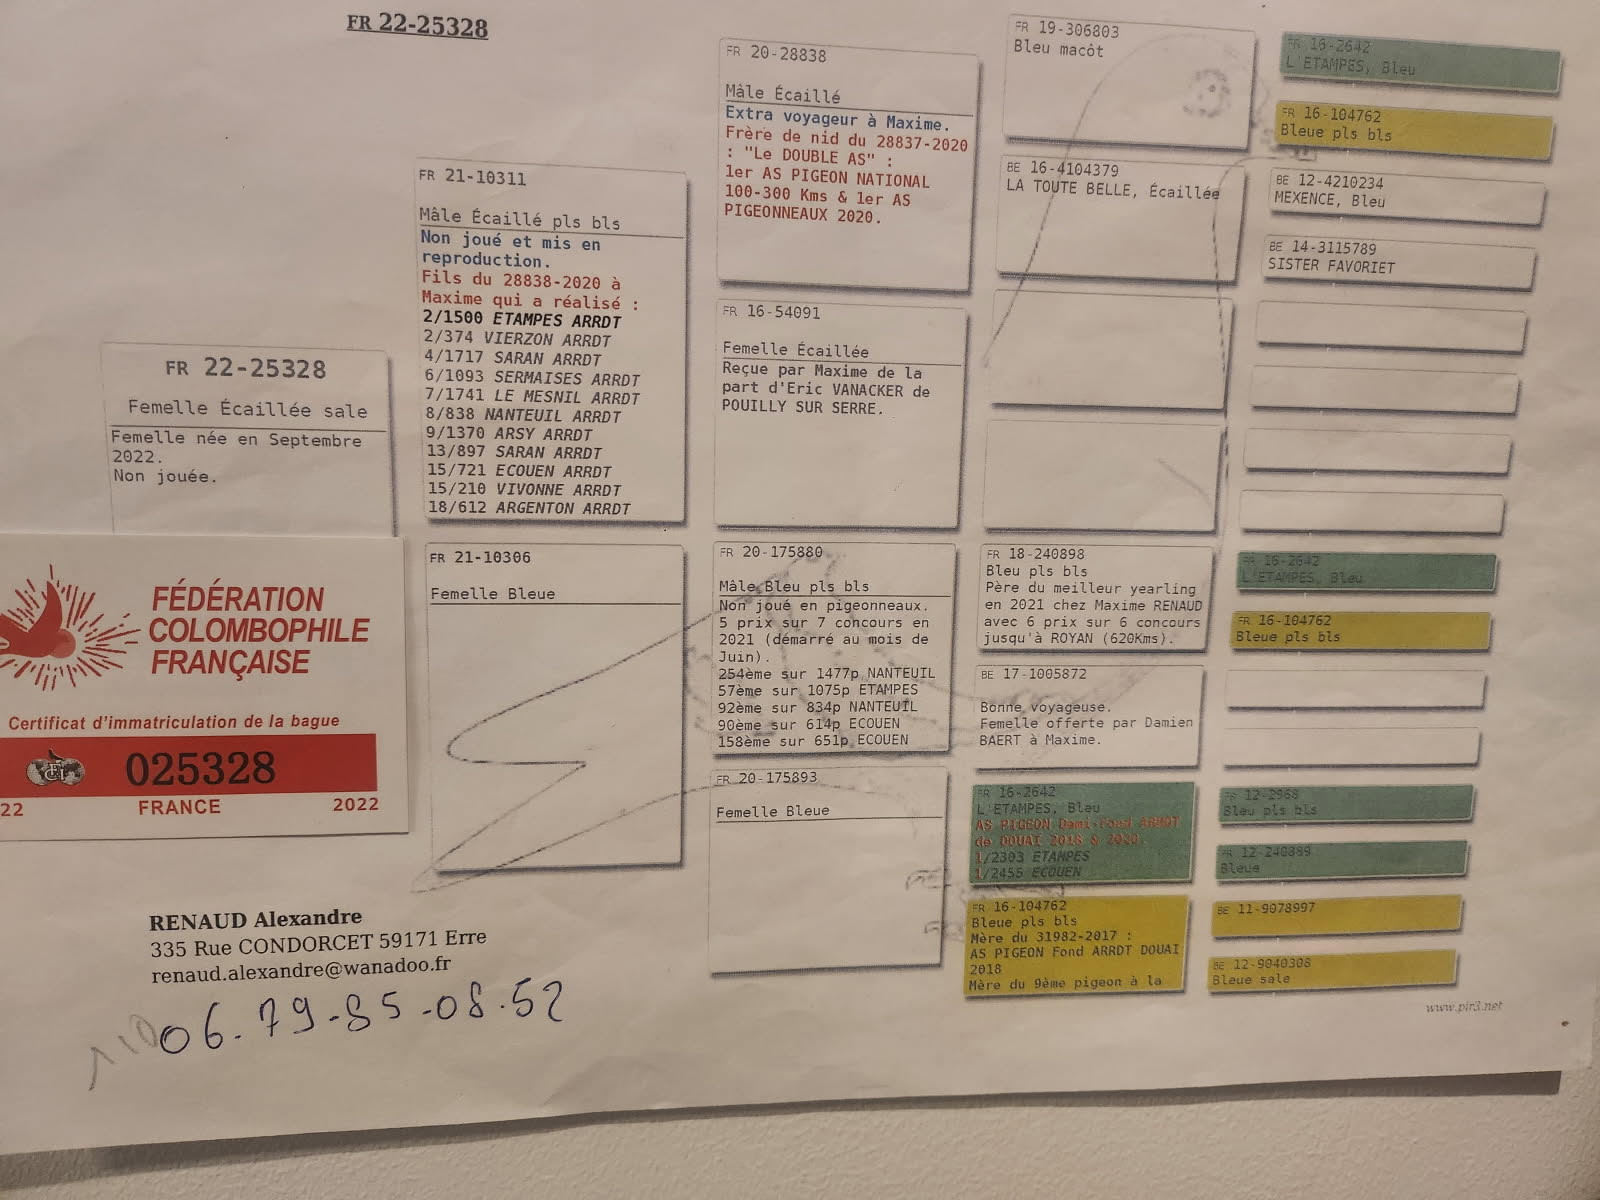 FR 22-25328
FR 22-25328
Femelle Écaillée sale
Femelle née en Septembre
2022.
Non jouée.
FÉDÉRATION
COLOMBOPHILE
FRANÇAISE
Certificat d'immatriculation de la bague
025328
22 FRANCE 2022
RENAUD Alexandre
335 Rue CONDORCET 59171 Erre
renaud.alexandre@wanadoo.fr
06.79-85-08.52
FR 21-10311
Mâle Écaillé pls bls
Non joué et mis en
reproduction.
Fils du 28838-2020 à
Maxime qui a réalisé :
2/1500 ETAMPES ARRDT
2/374 VIERZON ARRDT
4/1717 SARAN ARRDT
6/1093 SERMAISES ARRDT
7/1741 LE MESNIL ARRDT
8/838 NANTEUIL ARRDT
9/1370 ARSY ARRDT
13/897 SARAN ARRDT
15/721 ECOUEN ARRDT
15/210 VIVONNE ARRDT
18/612 ARGENTON ARRDT
FR 21-10306
Femelle Bleue
FR 20-28838
Mâle Écaillé
Extra voyageur à Maxime.
Frère de nid du 28837-2020
: "Le DOUBLE AS" :
1er AS PIGEON NATIONAL
100-300 Kms & 1er AS
PIGEONNEAUX 2020.
FR 16-54091
Femelle Écaillée
Reçue par Maxime de la
part d'Eric VANACKER de
POUILLY SUR SERRE.
FR 20-175880
Mâle Bleu pls bls
Non joué en pigeonneaux.
5 prix sur 7 concours en
2021 (démarré au mois de
Juin).
254ème sur 1477p NANTEUIL
57ème sur 1075p ETAMPES
92ème sur 834p NANTEUIL
90ème sur 614p ECOUEN
158ème sur 651p ECOUEN
FR 20-175893
Femelle Bleue
FR 19-306803
Bleu macôt
BE 16-4104379
LA TOUTE BELLE, Écaillée
FR 18-240898
Bleu pls bls
Père du meilleur yearling
en 2021 chez Maxime RENAUD
avec 6 prix sur 6 concours
jusqu'à ROYAN (620Kms).
BE 17-1005872
Bonne voyageuse.
Femelle offerte par Damien
BAERT à Maxime.
FR 16-2642
L'ETAMPES, Bleu
AS PIGEON Demi-Fond ARRDT
de DOUAI 2018 & 2020
1/2303 ETAMPES
1/2455 ECOUEN
FR 16-104762
Bleue pls bls
Mère du 31982-2017 :
AS PIGEON Fond ARRDT DOUAI
2018
Mère du 9ème pigeon à la
FR 16-2642
L'ETAMPES, Bleu
FR 16-104762
Bleue pls bls
BE 12-4210234
MEXENCE, Bleu
BE 14-3115789
SISTER FAVORIET
FR 16-2642
L'ETAMPES, Bleu
FR 16-104762
Bleue pls bls
FR 12-2968
Bleu pls bls
FR 12-240889
Bleue
BE 11-9078997
BE 12-9040308
Bleue sale
www.pir3.net